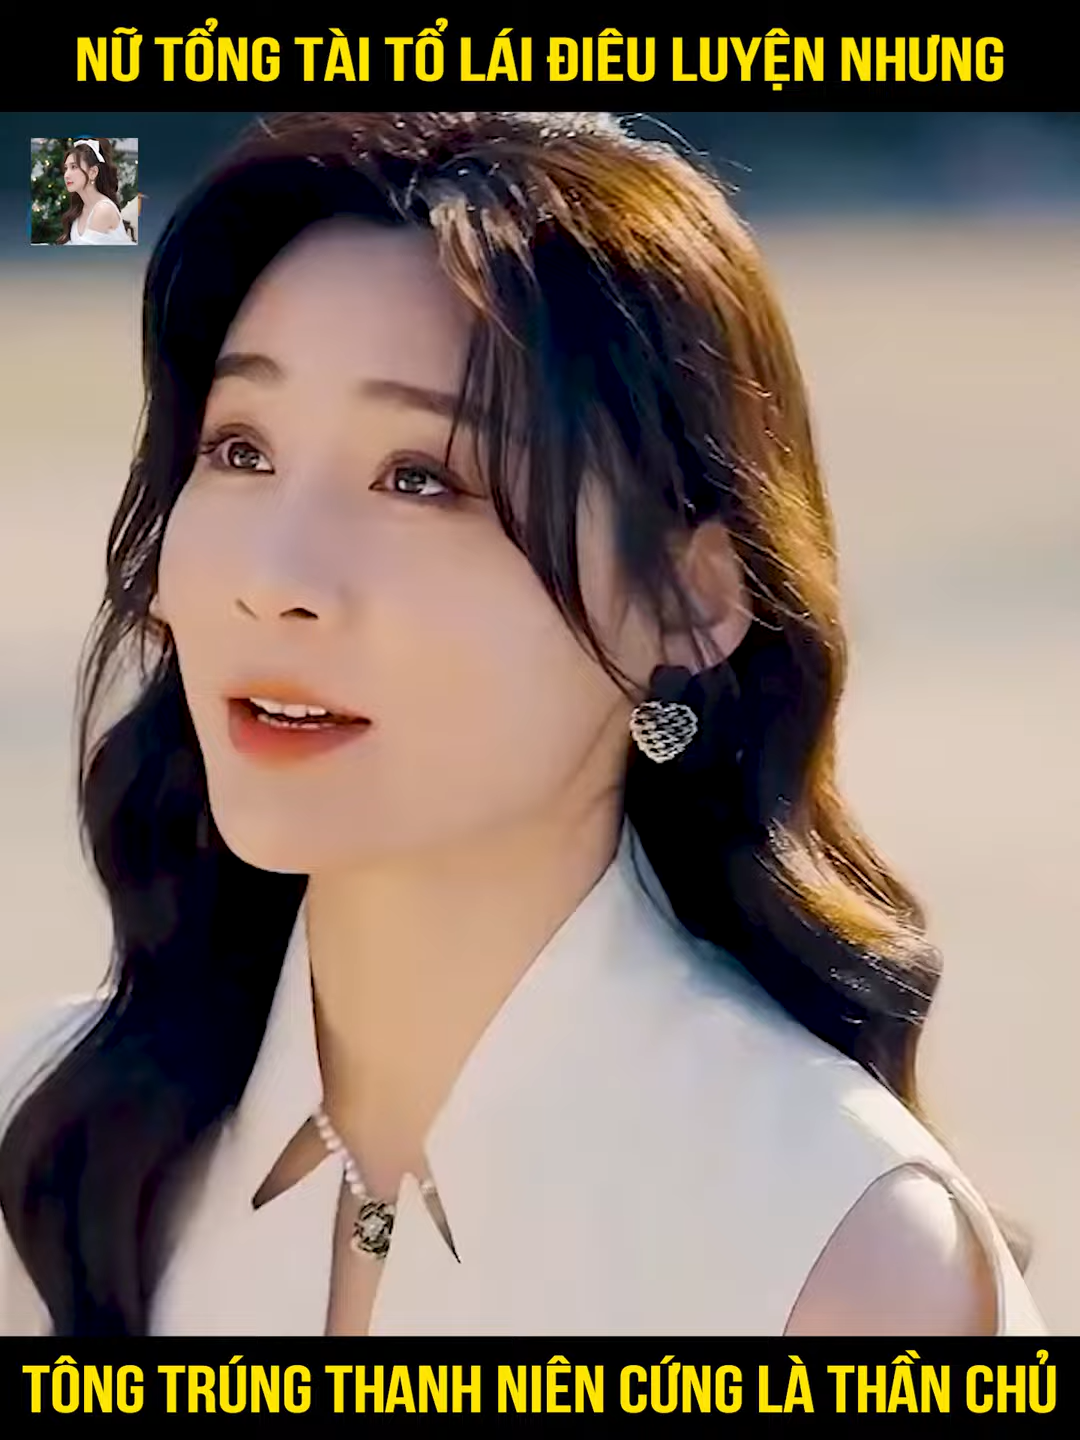 NỮ TỔNG TÀI TỔ LÁI ĐIÊU LUYỆN NHƯNG
TÔNG TRÚNG THANH NIÊN CỨNG LÀ THẦN CHỦ